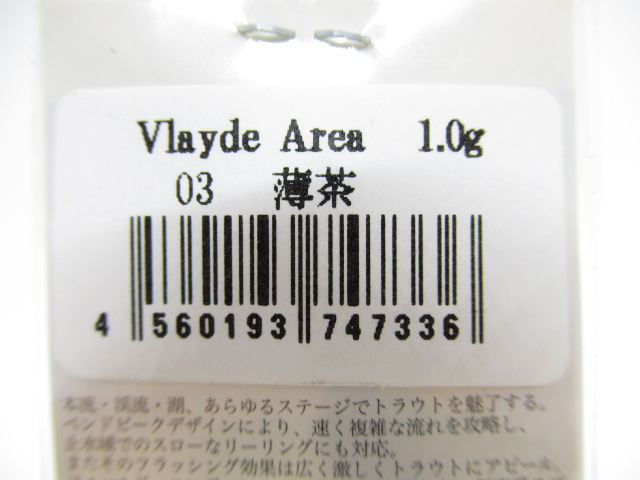 Vlayde Area 1.0g
03 薄茶
4 560193 747336
本流・渓流・湖、あらゆるステージでトラウトを魅了する。
ベンドピークデザインにより、速く複雑な流れを攻略し、
止水域でのスローなリーリングにも対応。
またそのフラッシング効果は広く激しくトラウトにアピール。